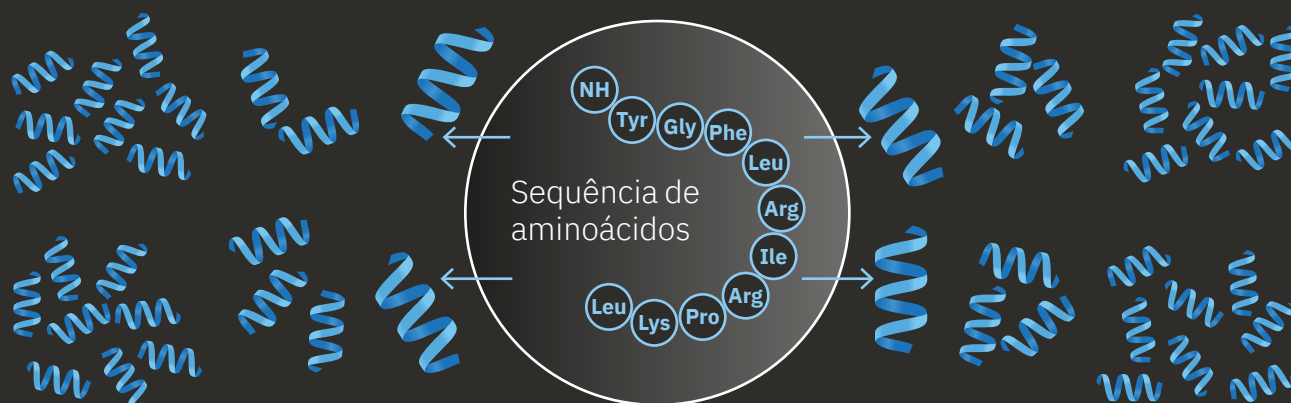 NH
Tyr
Gly
Phe
Leu
Arg
Ile
Arg
Pro
Lys
Leu
Sequência de
aminoácidos